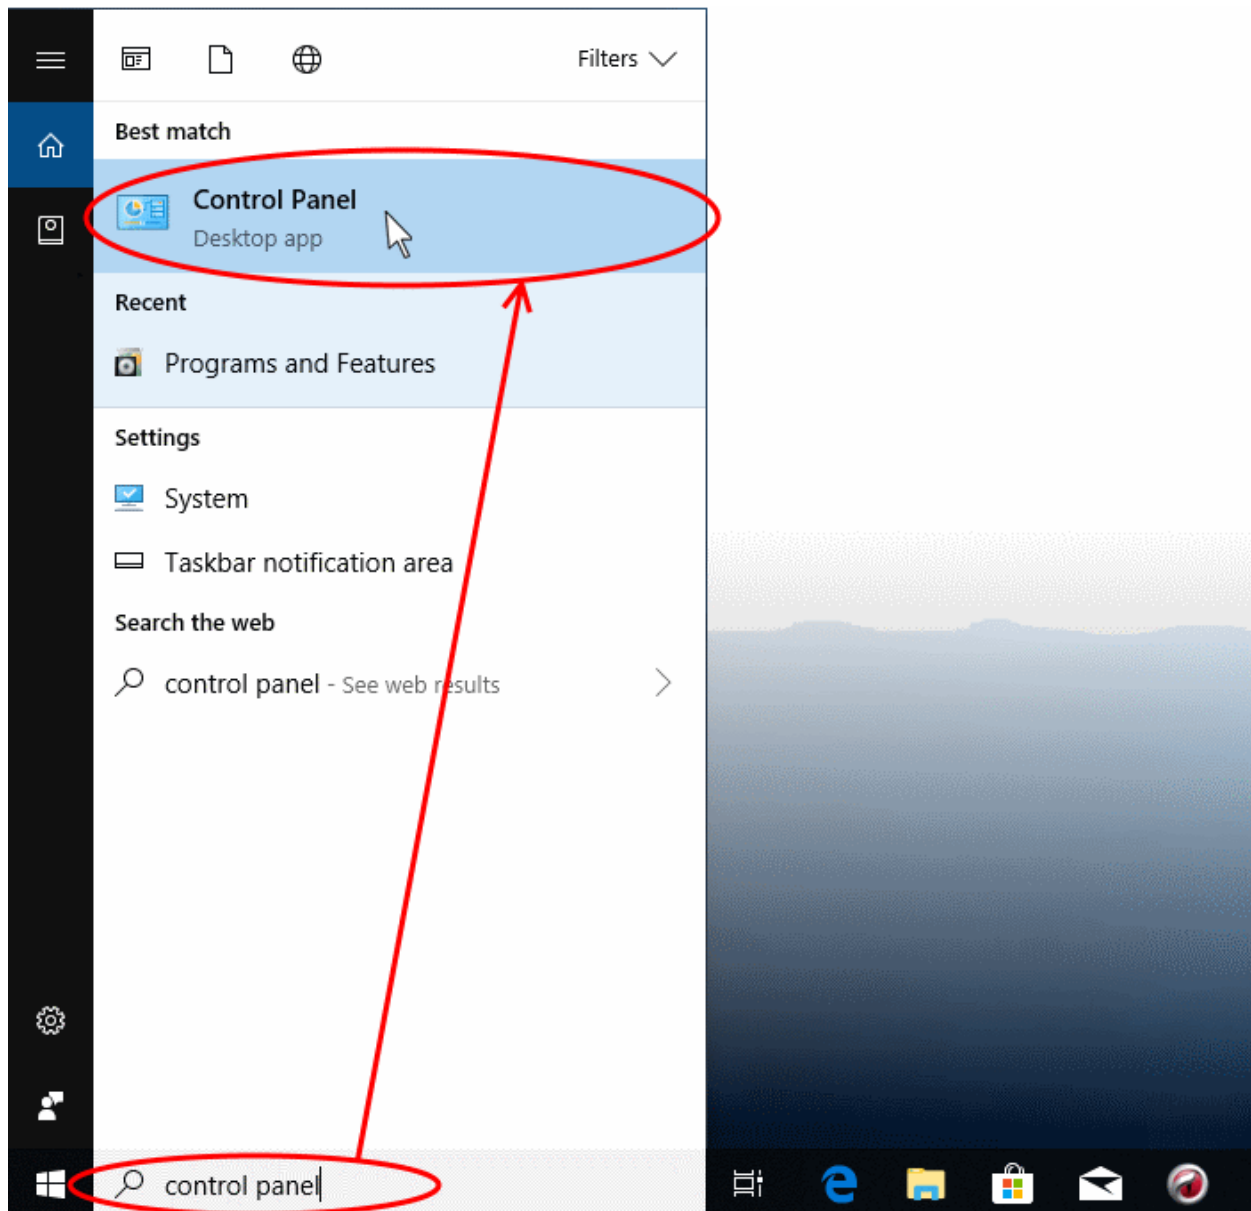 Filters
Best match
Control Panel
Desktop app
Recent
Programs and Features
Settings
System
Taskbar notification area
Search the web
control panel - See web results
control panel